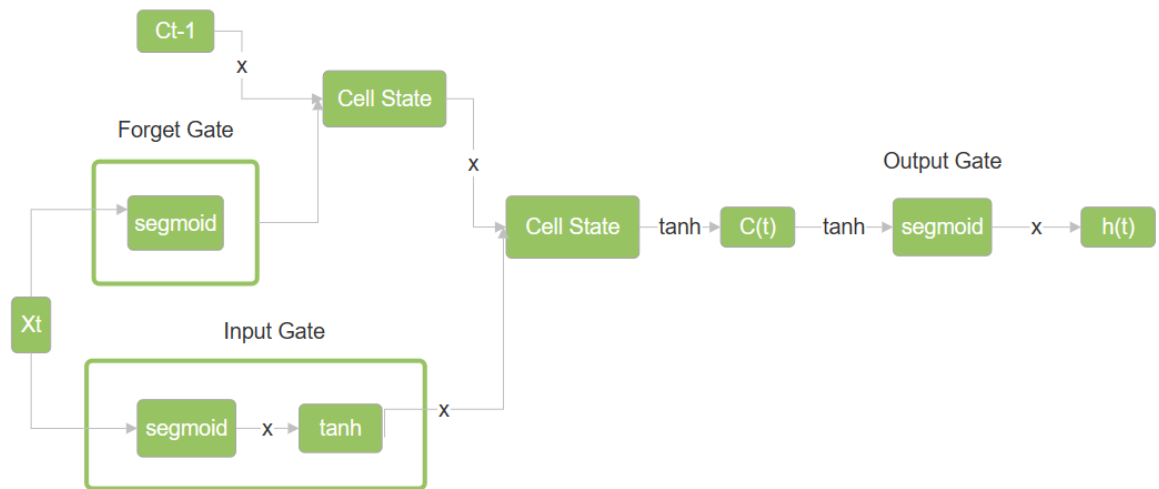 Ct-1
x
Cell State
Forget Gate
segmoid
x
Output Gate
Cell State
tanh
C(t)
tanh
segmoid
x
h(t)
Xt
Input Gate
segmoid
x
tanh
x